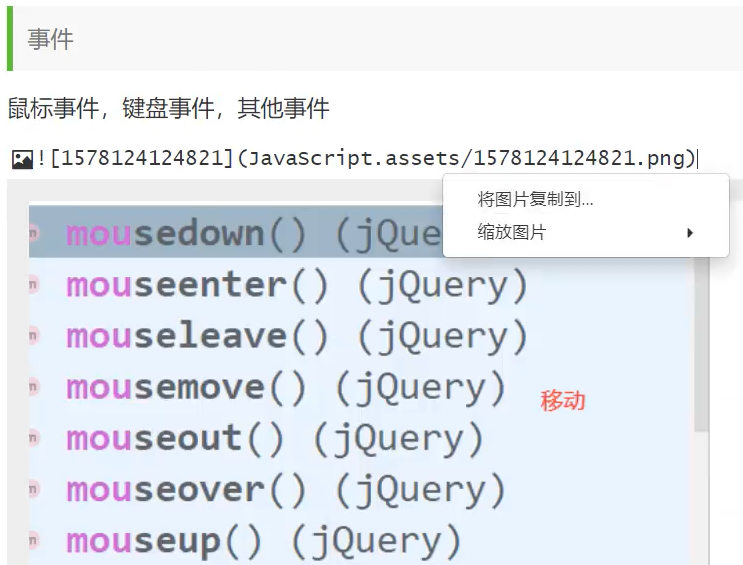 事件
鼠标事件，键盘事件，其他事件
![1578124124821](JavaScript.assets/1578124124821.png)
将图片复制到...
缩放图片
mousedown() (jQue
mouseenter() (jQuery)
mouseleave() (jQuery)
mousemove() (jQuery)
移动
mouseout() (jQuery)
mouseover() (jQuery)
mouseup() (jQuery)